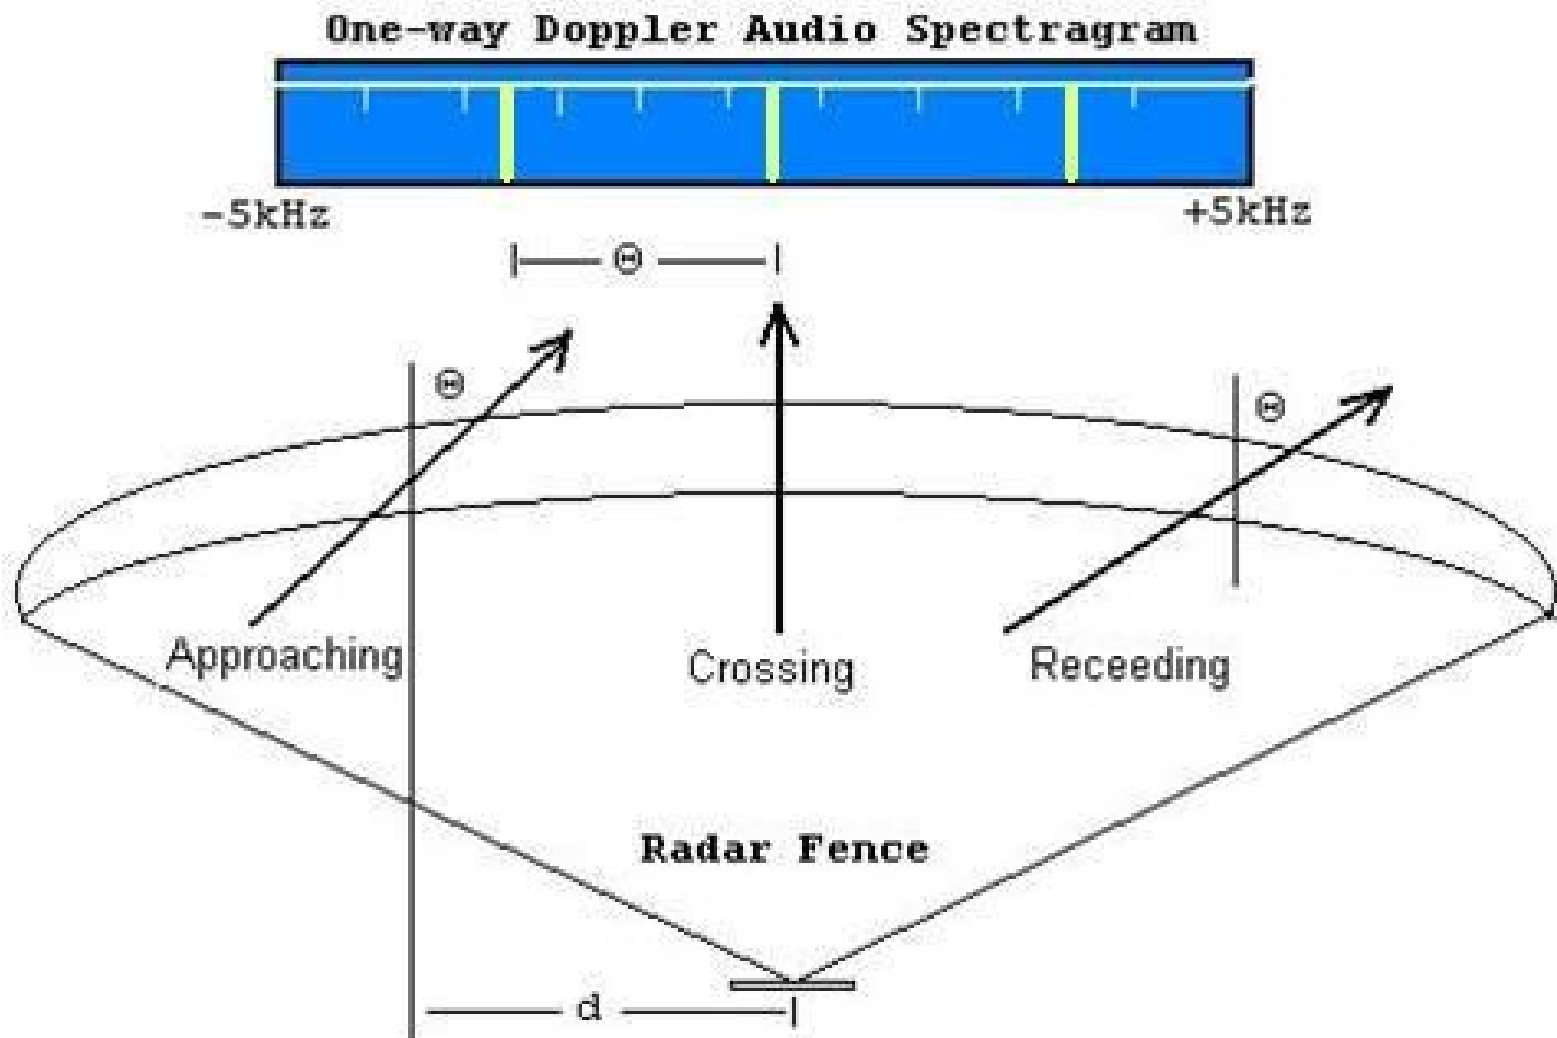 One-way Doppler Audio Spectragram
-5kHz
+5kHz
Θ
Θ
Θ
Approaching
Crossing
Receeding
Radar Fence
d